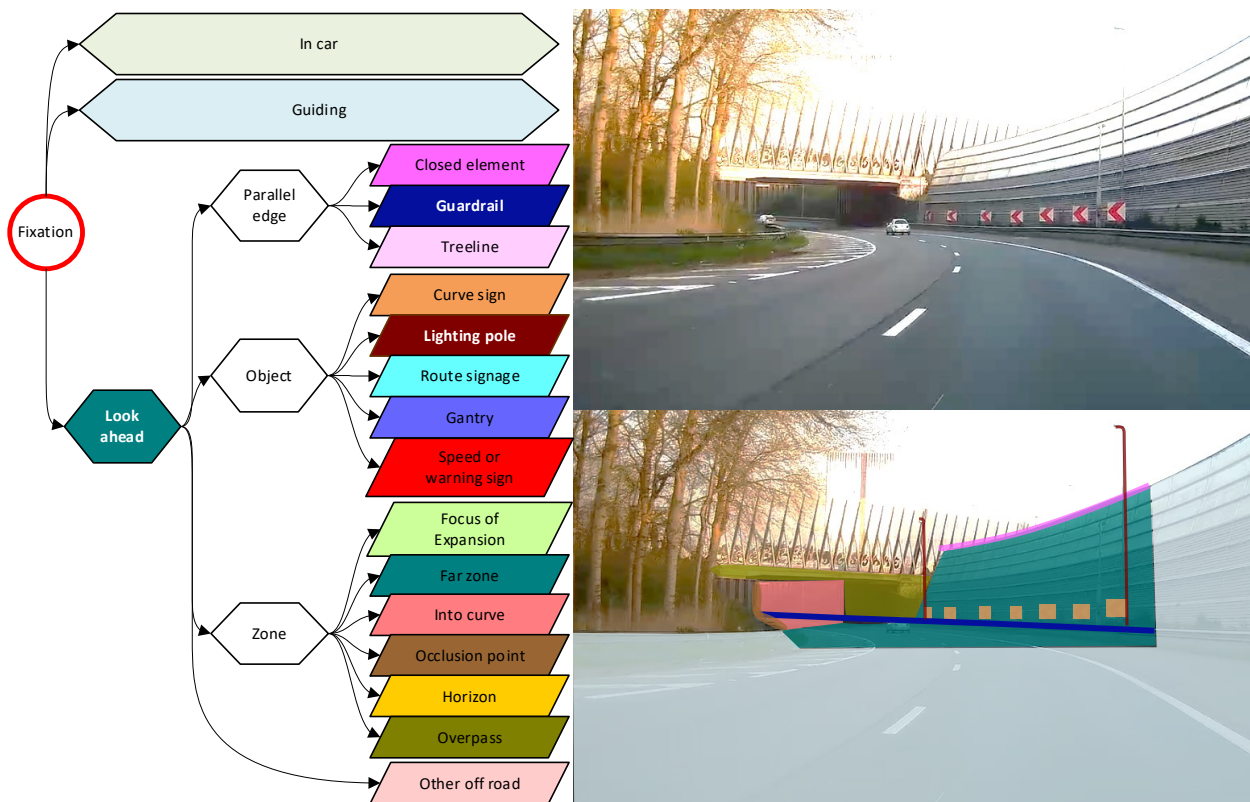 In car
Guiding
Fixation
Look
ahead
Parallel
edge
Closed element
Guardrail
Treeline
Object
Curve sign
Lighting pole
Route signage
Gantry
Speed or
warning sign
Zone
Focus of
Expansion
Far zone
Into curve
Occlusion point
Horizon
Overpass
Other off road